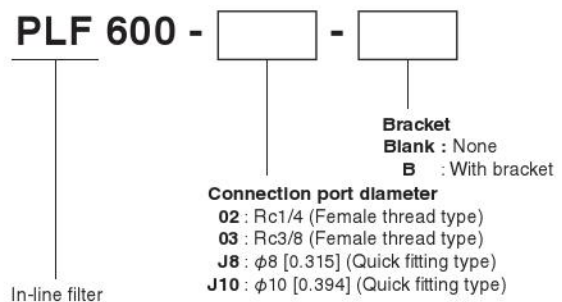 PLF 600 - -
Bracket
Blank : None
B : With bracket
Connection port diameter
02 : Rc1/4 (Female thread type)
03 : Rc3/8 (Female thread type)
J8 : ϕ8 [0.315] (Quick fitting type)
J10 : ϕ10 [0.394] (Quick fitting type)
In-line filter